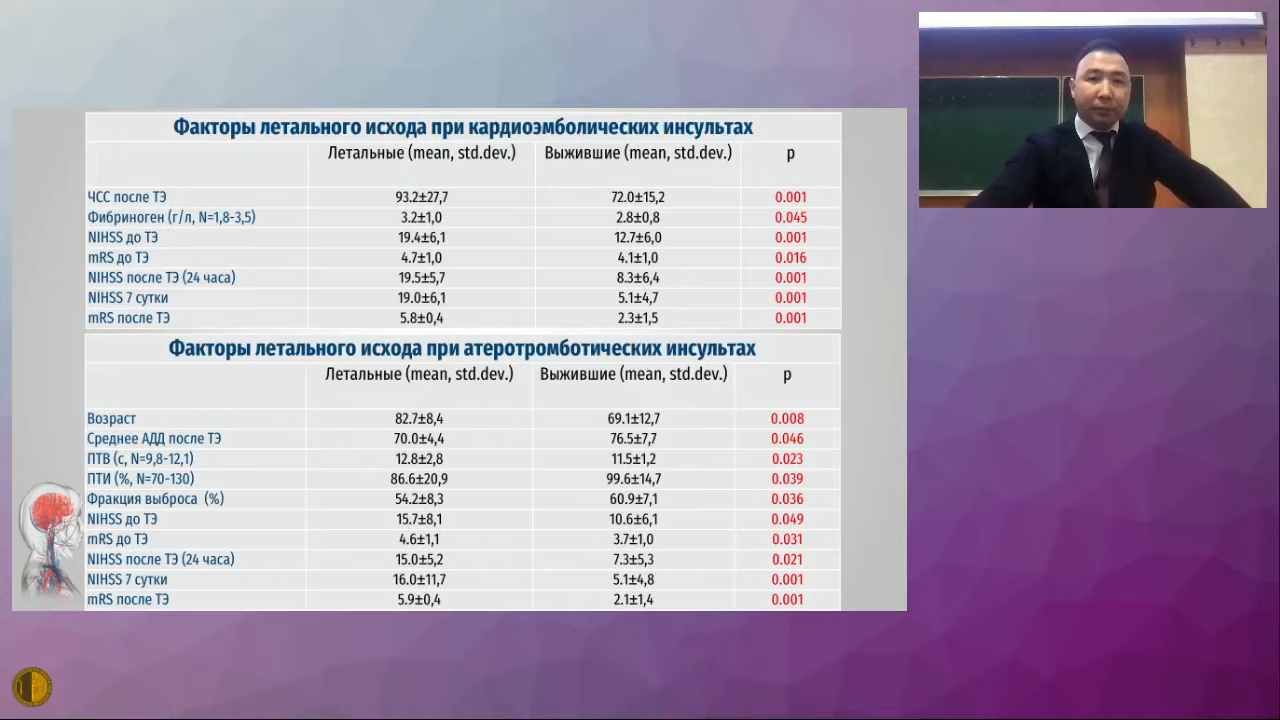 Факторы летального исхода при кардиоэмболических инсультах
Летальные (mean, std.dev.) Выжившие (mean, std.dev.) p
ЧСС после ТЭ 93.2±27,7 72.0±15,2 0.001
Фибриноген (г/л, N=1,8-3,5) 3.2±1,0 2.8±0,8 0.045
NIHSS до ТЭ 19.4±6,1 12.7±6,0 0.001
mRS до ТЭ 4.7±1,0 4.1±1,0 0.016
NIHSS после ТЭ (24 часа) 19.5±5,7 8.3±6,4 0.001
NIHSS 7 сутки 19.0±6,1 5.1±4,7 0.001
mRS после ТЭ 5.8±0,4 2.3±1,5 0.001
Факторы летального исхода при атеротромботических инсультах
Летальные (mean, std.dev.) Выжившие (mean, std.dev.) p
Возраст 82.7±8,4 69.1±12,7 0.008
Среднее АДД после ТЭ 70.0±4,4 76.5±7,7 0.046
ПТВ (с, N=9,8-12,1) 12.8±2,8 11.5±1,2 0.023
ПТИ (%, N=70-130) 86.6±20,9 99.6±14,7 0.039
Фракция выброса (%) 54.2±8,3 60.9±7,1 0.036
NIHSS до ТЭ 15.7±8,1 10.6±6,1 0.049
mRS до ТЭ 4.6±1,1 3.7±1,0 0.031
NIHSS после ТЭ (24 часа) 15.0±5,2 7.3±5,3 0.021
NIHSS 7 сутки 16.0±11,7 5.1±4,8 0.001
mRS после ТЭ 5.9±0,4 2.1±1,4 0.001